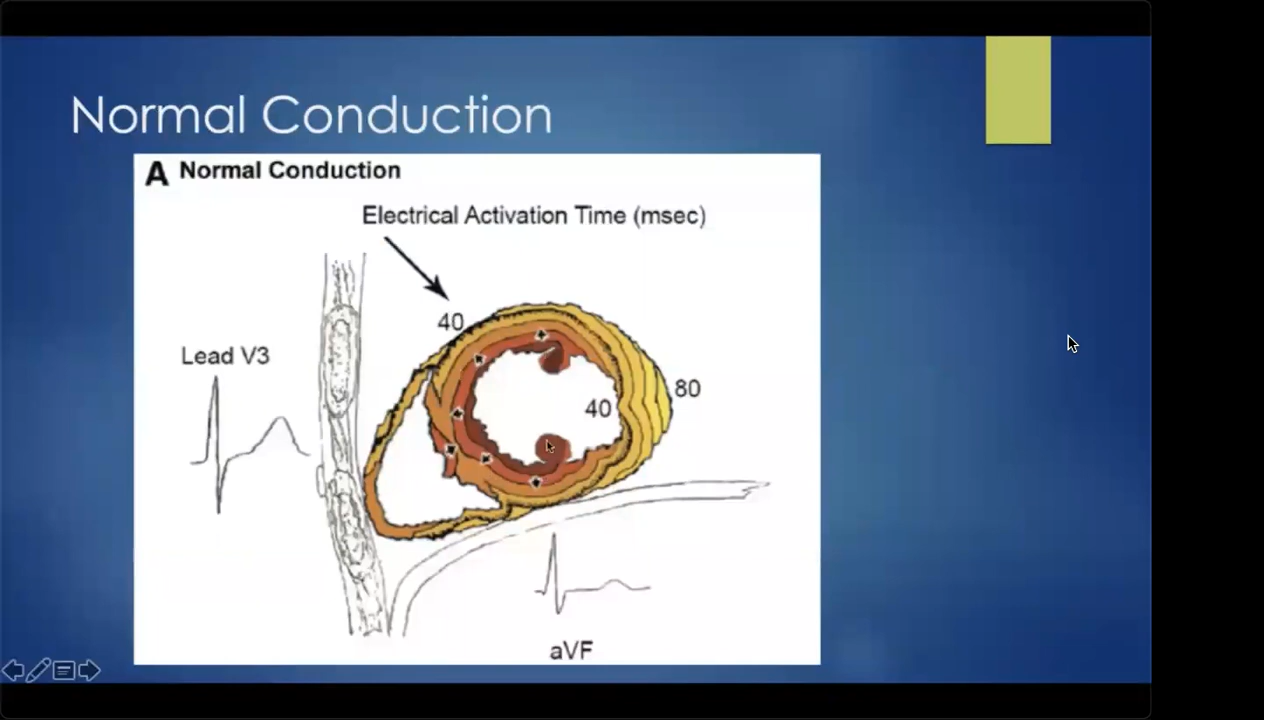 Normal Conduction
A Normal Conduction
Electrical Activation Time (msec)
40
Lead V3
80
40
aVF